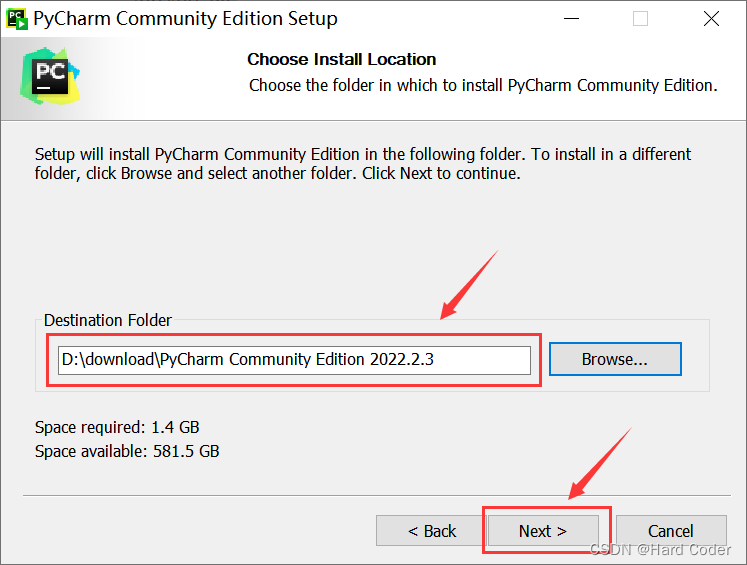 PC
PyCharm Community Edition Setup
PC
Choose Install Location
Choose the folder in which to install PyCharm Community Edition.
Setup will install PyCharm Community Edition in the following folder. To install in a different
folder, click Browse and select another folder. Click Next to continue.
Destination Folder
D:\download\PyCharm Community Edition 2022.2.3
Browse...
Space required: 1.4 GB
Space available: 581.5 GB
< Back
Next >
Cancel
CSDN @Hard Coder